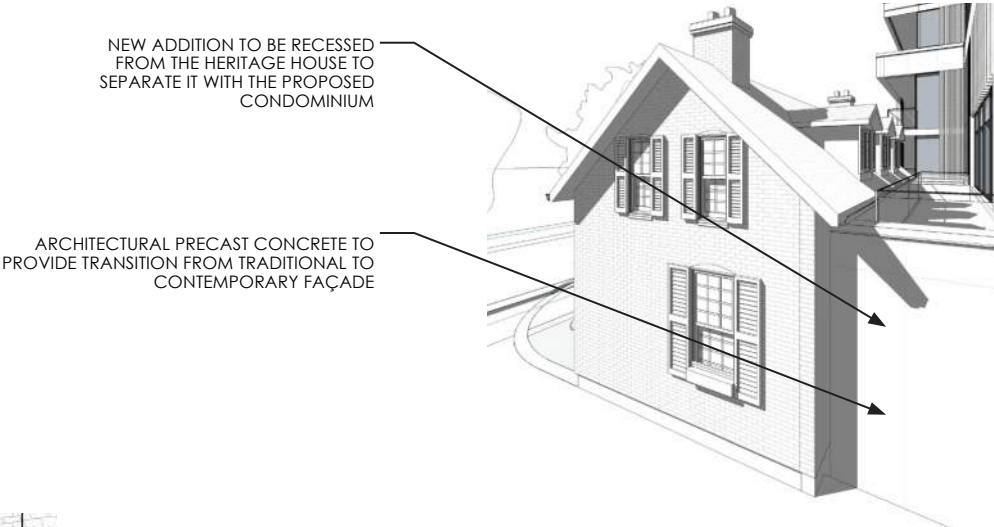 NEW ADDITION TO BE RECESSED
FROM THE HERITAGE HOUSE TO
SEPARATE IT WITH THE PROPOSED
CONDOMINIUM
ARCHITECTURAL PRECAST CONCRETE TO
PROVIDE TRANSITION FROM TRADITIONAL TO
CONTEMPORARY FAÇADE